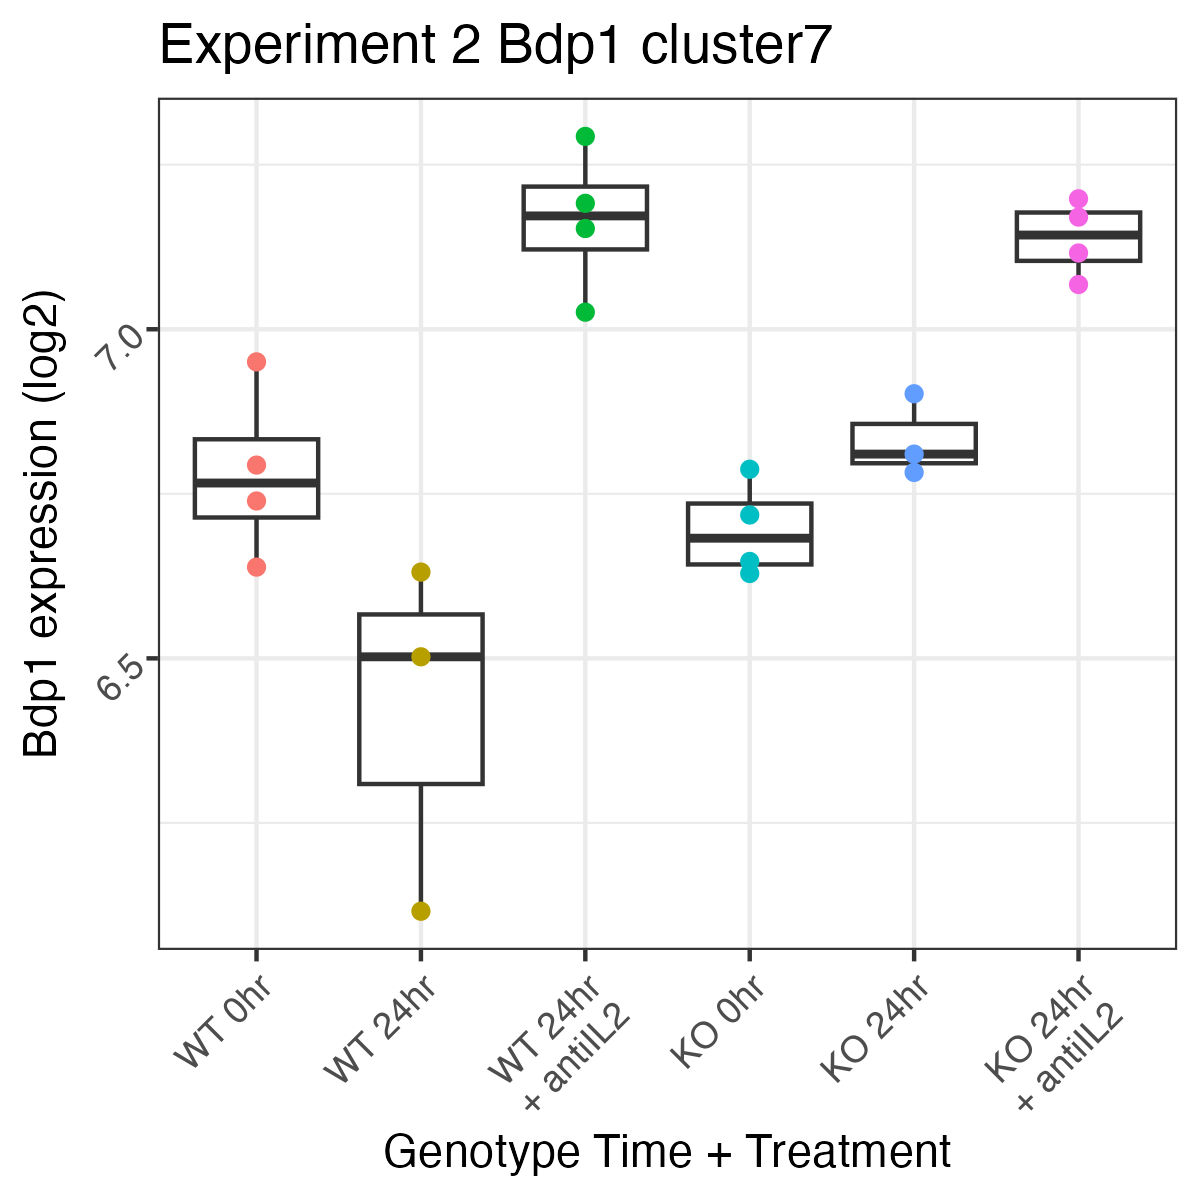 Experiment 2 Bdp1 cluster7
Bdp1 expression (log2)
7.0
6.5
WT 0hr
WT 24hr
WT 24hr
+ antiIL2
KO 0hr
KO 24hr
KO 24hr
+ antiIL2
Genotype Time + Treatment